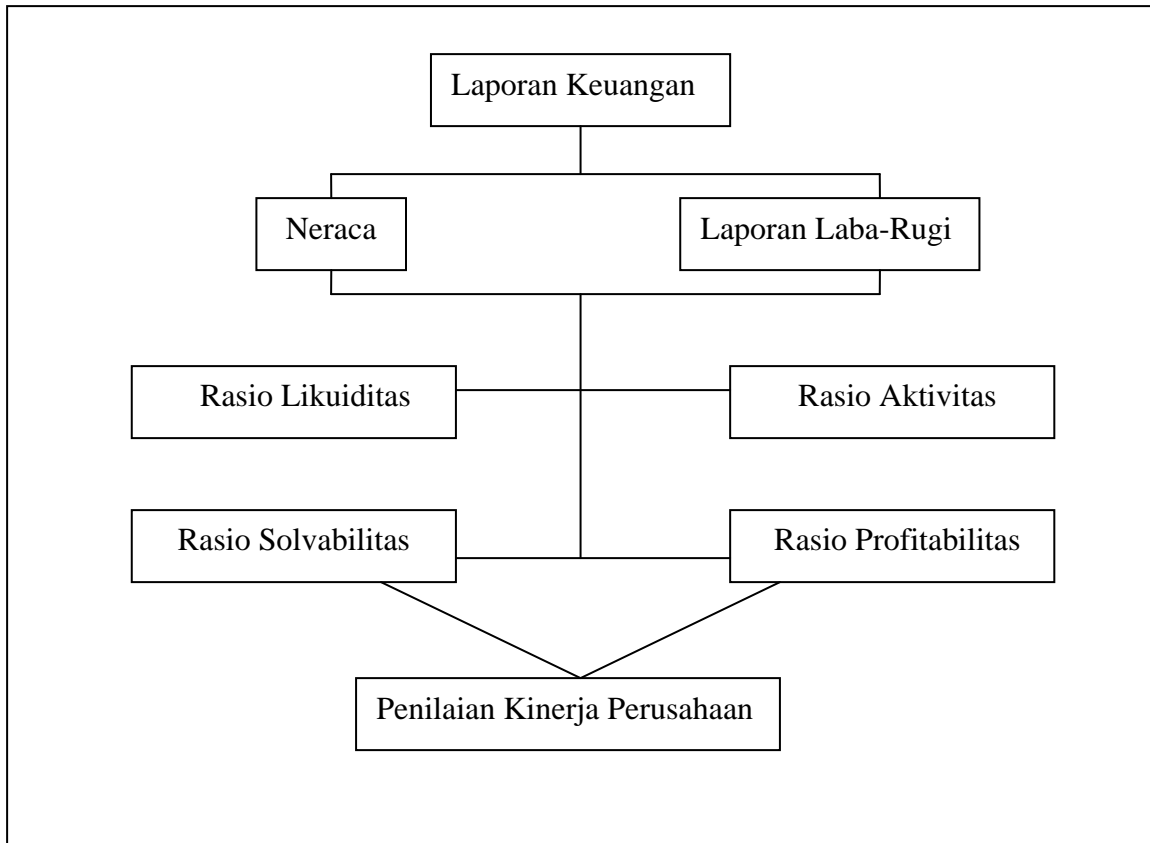 Laporan Keuangan
Neraca
Laporan Laba-Rugi
Rasio Likuiditas
Rasio Aktivitas
Rasio Solvabilitas
Rasio Profitabilitas
Penilaian Kinerja Perusahaan